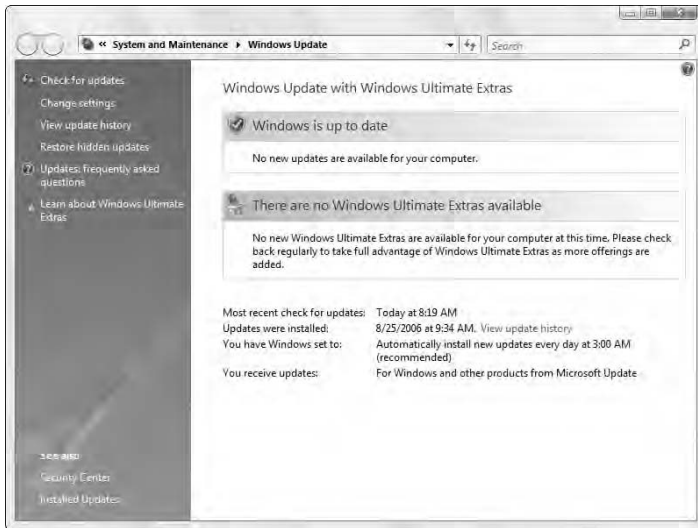 « System and Maintenance ▸ Windows Update
Search
Check for updates
Change settings
View update history
Restore hidden updates
Updates: frequently asked
questions
Learn about Windows Ultimate
Extras
See also
Security Center
Installed Updates
Windows Update with Windows Ultimate Extras
Windows is up to date
No new updates are available for your computer.
There are no Windows Ultimate Extras available
No new Windows Ultimate Extras are available for your computer at this time. Please check
back regularly to take full advantage of Windows Ultimate Extras as more offerings are
added.
Most recent check for updates: Today at 8:19 AM
Updates were installed: 8/25/2006 at 9:34 AM. View update history
You have Windows set to: Automatically install new updates every day at 3:00 AM
(recommended)
You receive updates: For Windows and other products from Microsoft Update